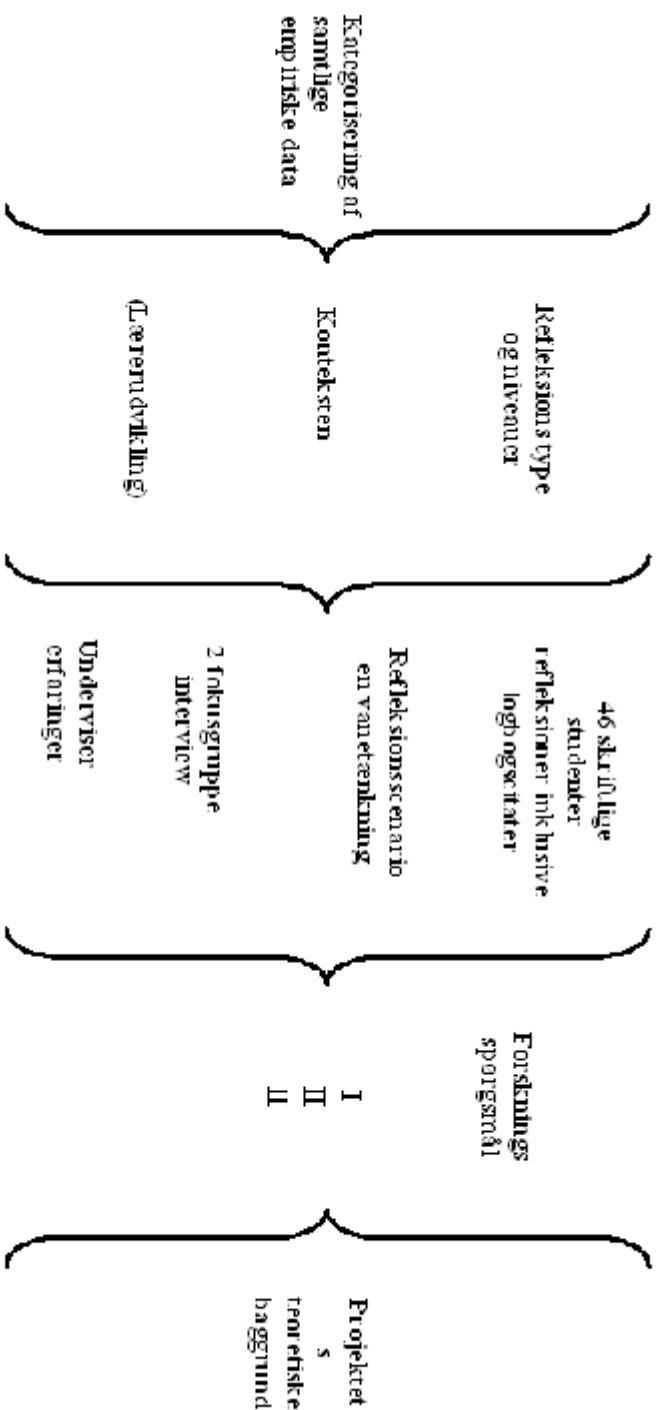 Kategorisering af
samtlige
empiriske data
Refleksions type
og niveauer
Konteksten
(Lærerudvikling)
46 skriftlige
studenter
refleksioner inklusive
logbogscitater
Refleksionsscenario
en vanetænkning
2 fokusgruppe
interview
Underviser
erfaringer
Forsknings
spørgsmål
I
II
II
Projektet
s
teoretiske
baggrund